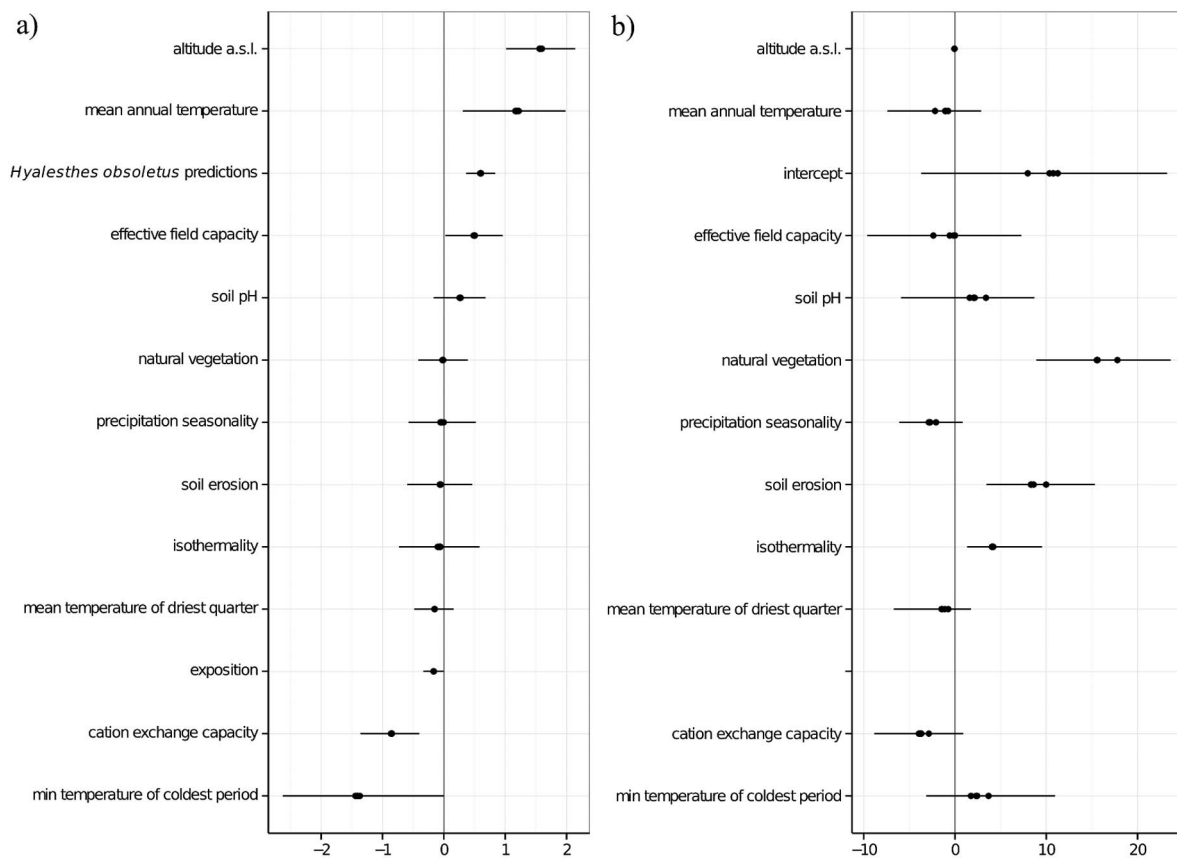 a)
altitude a.s.l.
mean annual temperature
Hyalesthes obsoletus predictions
effective field capacity
soil pH
natural vegetation
precipitation seasonality
soil erosion
isothermality
mean temperature of driest quarter
exposition
cation exchange capacity
min temperature of coldest period
−2 −1 0 1 2
b)
altitude a.s.l.
mean annual temperature
intercept
effective field capacity
soil pH
natural vegetation
precipitation seasonality
soil erosion
isothermality
mean temperature of driest quarter
cation exchange capacity
min temperature of coldest period
−10 0 10 20